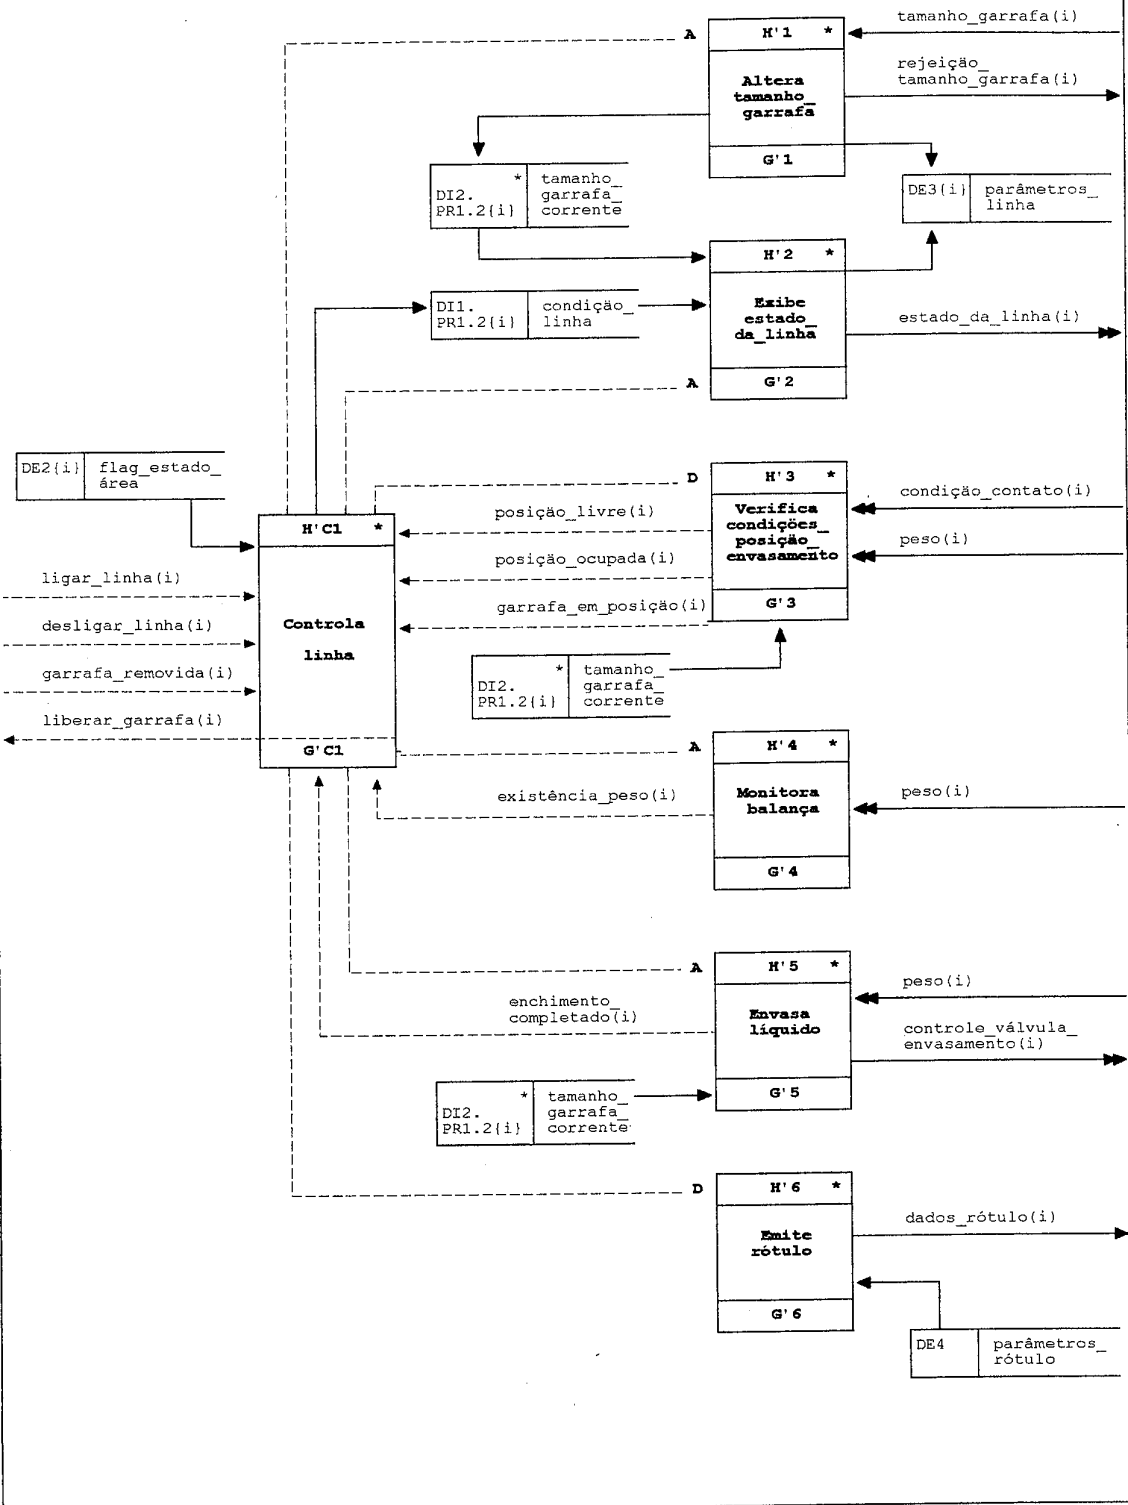 tamanho_garrafa(i)
A
H'1 *
rejeição_
tamanho_garrafa(i)
Altera
tamanho_
garrafa
G'1
*
DI2.
PR1.2{i}
tamanho_
garrafa_
corrente
DE3{i}
parâmetros_
linha
H'2 *
DI1.
PR1.2{i}
condição_
linha
Exibe
estado_
da_linha
estado_da_linha(i)
A
G'2
DE2{i}
flag_estado_
área
D
H'3 *
condição_contato(i)
posição_livre(i)
Verifica
condições_
posição_
envasamento
peso(i)
H'C1 *
posição_ocupada(i)
ligar_linha(i)
garrafa_em_posição(i)
G'3
desligar_linha(i)
Controla
linha
garrafa_removida(i)
*
DI2.
PR1.2{i}
tamanho_
garrafa_
corrente
liberar_garrafa(i)
G'C1
A
H'4 *
existência_peso(i)
Monitora
balança
peso(i)
G'4
A
H'5 *
peso(i)
enchimento_
completado(i)
Envasa
líquido
controle_válvula_
envasamento(i)
*
DI2.
PR1.2{i}
tamanho_
garrafa_
corrente
G'5
D
H'6 *
dados_rótulo(i)
Emite
rótulo
G'6
DE4
parâmetros_
rótulo